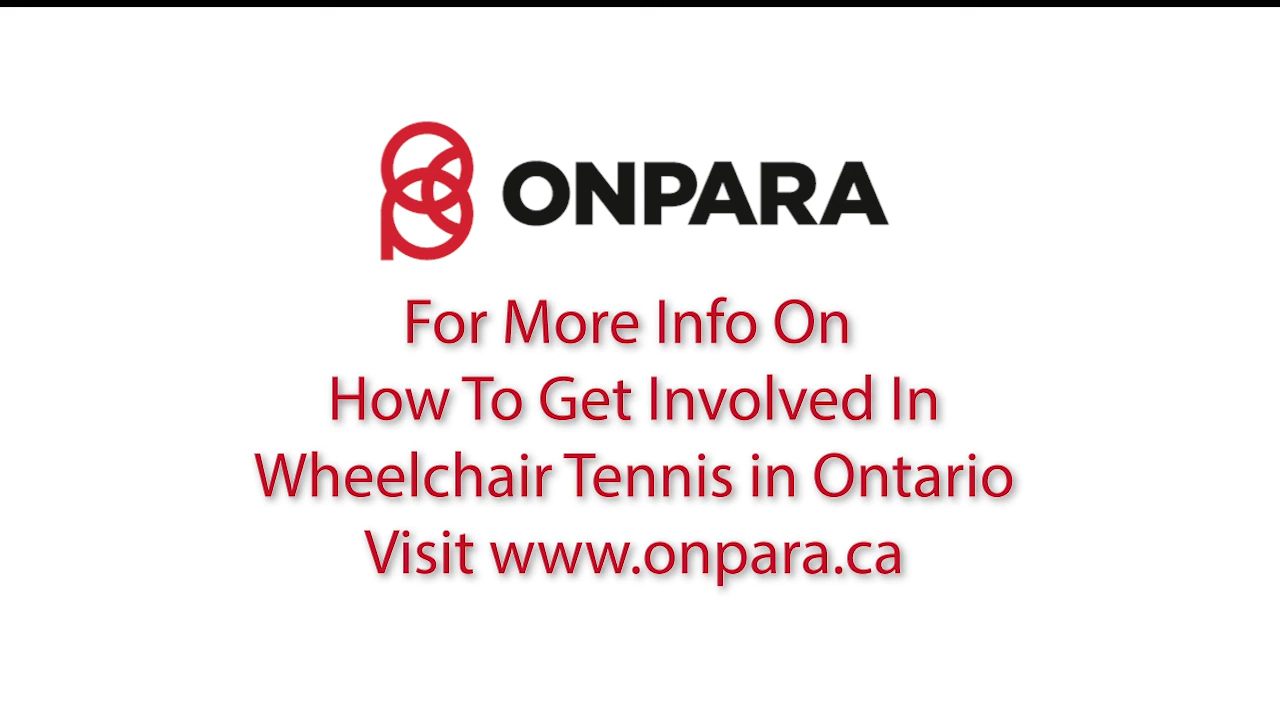 ONPARA
For More Info On
How To Get Involved In
Wheelchair Tennis in Ontario
Visit www.onpara.ca